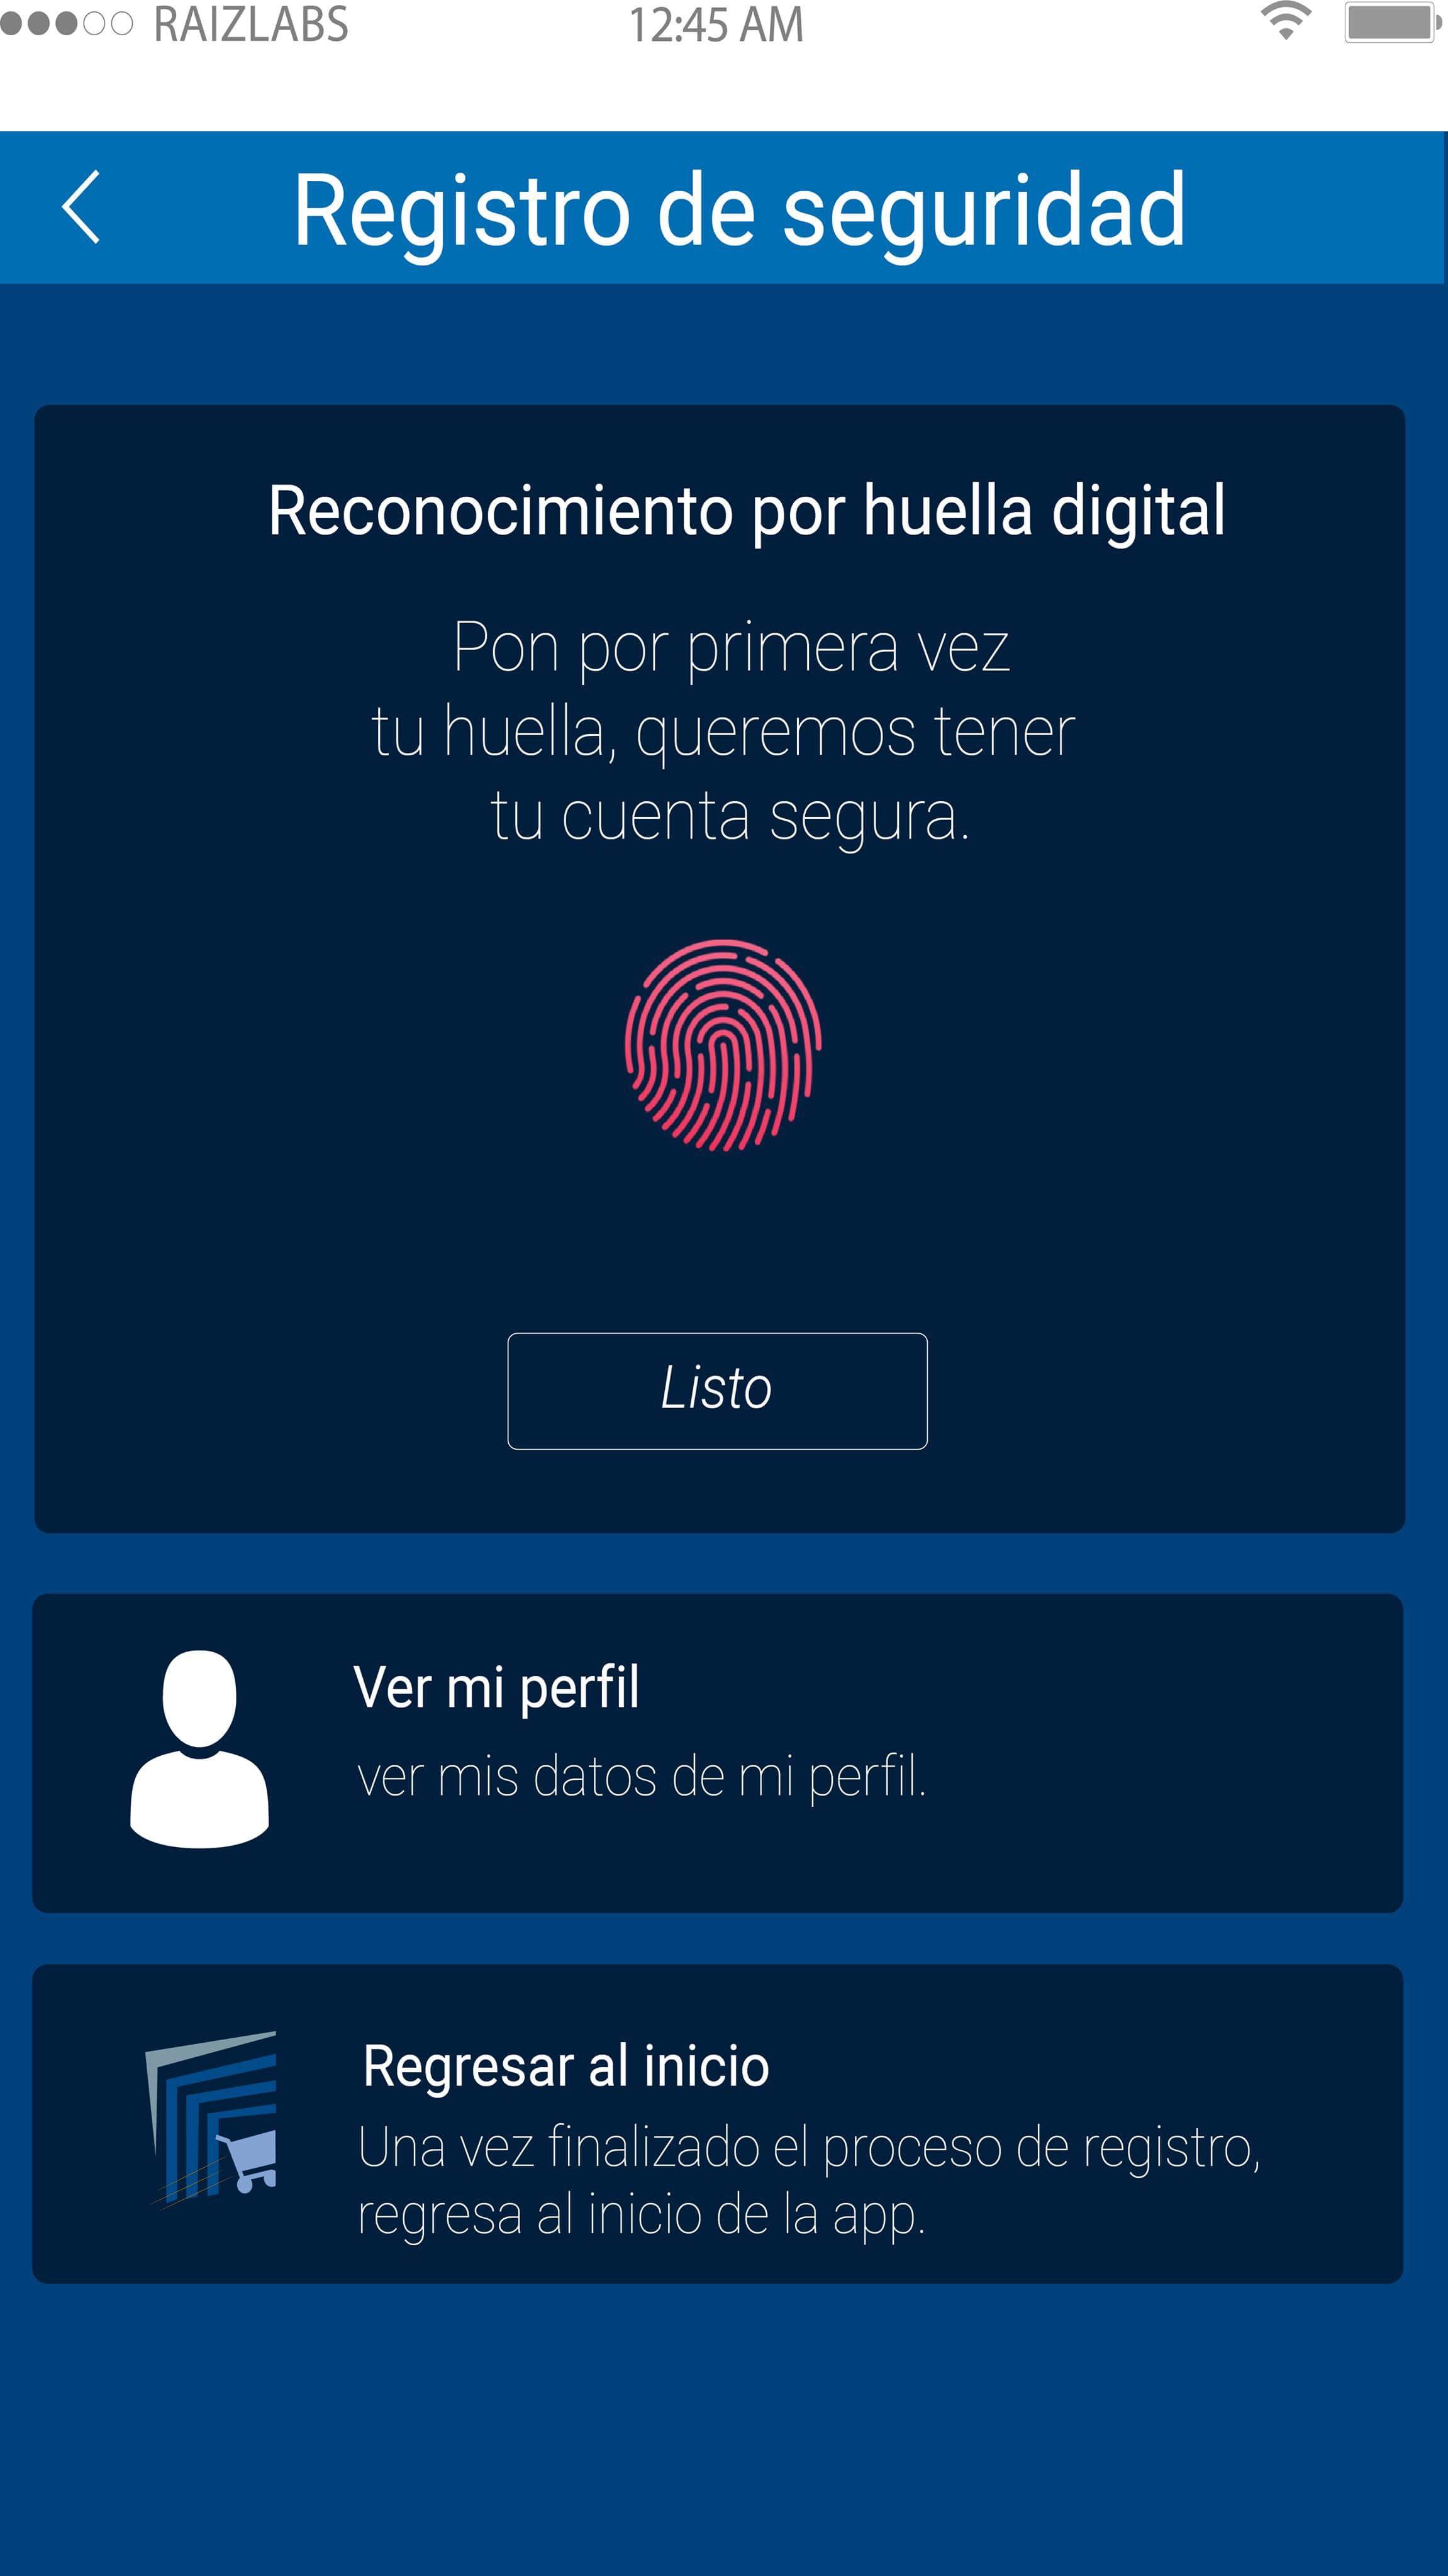 RAIZLABS
12:45 AM
Registro de seguridad
Reconocimiento por huella digital
Pon por primera vez
tu huella, queremos tener
tu cuenta segura.
Listo
Ver mi perfil
ver mis datos de mi perfil.
Regresar al inicio
Una vez finalizado el proceso de registro,
regresa al inicio de la app.